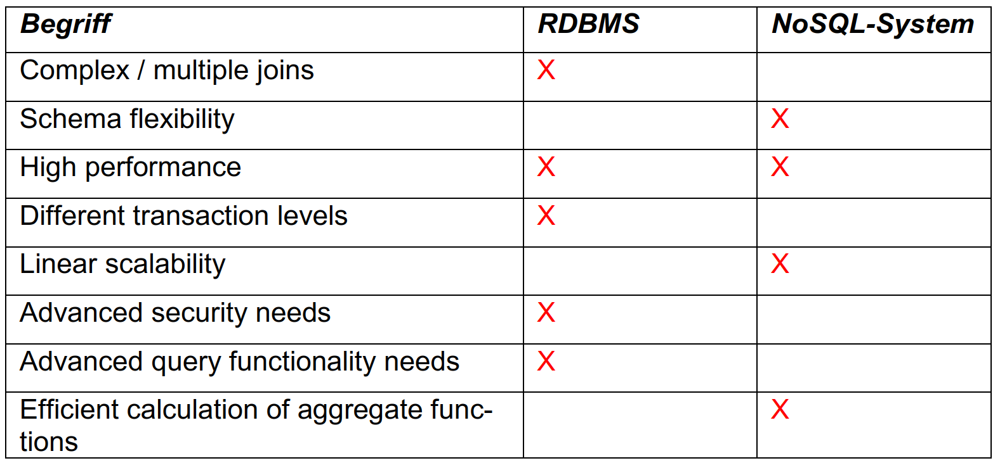 Begriff RDBMS NoSQL-System
Complex / multiple joins X
Schema flexibility X
High performance X X
Different transaction levels X
Linear scalability X
Advanced security needs X
Advanced query functionality needs X
Efficient calculation of aggregate func- X
tions